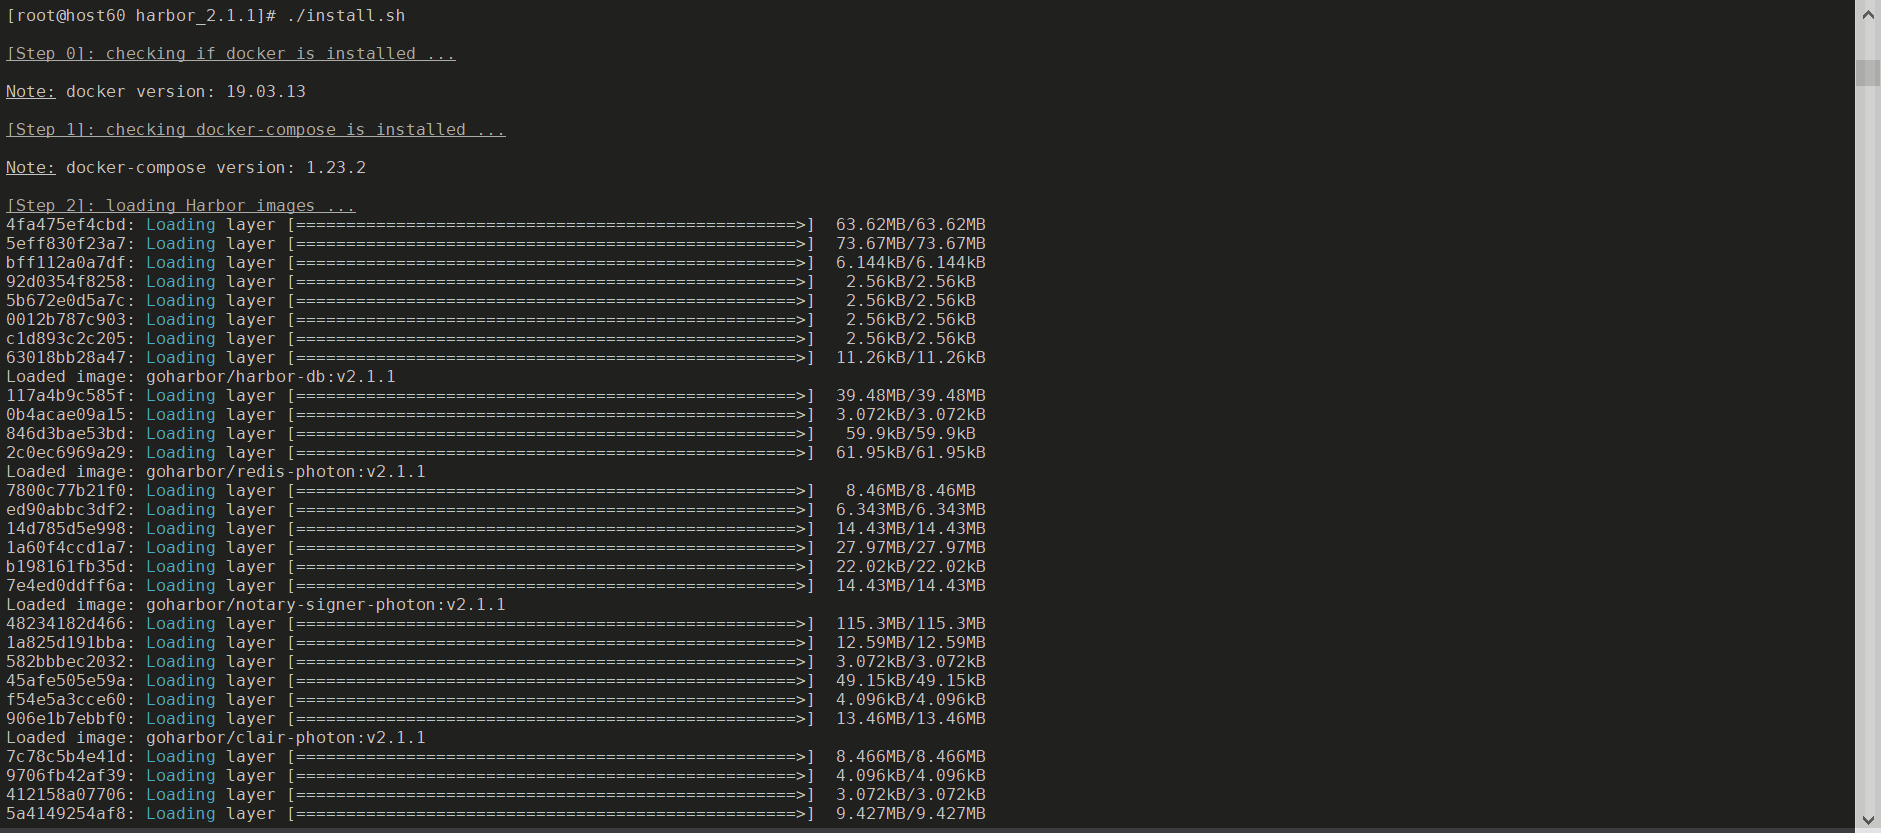 [root@host60 harbor_2.1.1]# ./install.sh
[Step 0]: checking if docker is installed ...
Note: docker version: 19.03.13
[Step 1]: checking docker-compose is installed ...
Note: docker-compose version: 1.23.2
[Step 2]: loading Harbor images ...
4fa475ef4cbd: Loading layer [==================================================>]  63.62MB/63.62MB
5eff830f23a7: Loading layer [==================================================>]  73.67MB/73.67MB
bff112a0a7df: Loading layer [==================================================>]  6.144kB/6.144kB
92d0354f8258: Loading layer [==================================================>]   2.56kB/2.56kB
5b672e0d5a7c: Loading layer [==================================================>]   2.56kB/2.56kB
0012b787c903: Loading layer [==================================================>]   2.56kB/2.56kB
c1d893c2c205: Loading layer [==================================================>]   2.56kB/2.56kB
63018bb28a47: Loading layer [==================================================>]  11.26kB/11.26kB
Loaded image: goharbor/harbor-db:v2.1.1
117a4b9c585f: Loading layer [==================================================>]  39.48MB/39.48MB
0b4acae09a15: Loading layer [==================================================>]  3.072kB/3.072kB
846d3bae53bd: Loading layer [==================================================>]   59.9kB/59.9kB
2c0ec6969a29: Loading layer [==================================================>]  61.95kB/61.95kB
Loaded image: goharbor/redis-photon:v2.1.1
7800c77b21f0: Loading layer [==================================================>]   8.46MB/8.46MB
ed90abbc3df2: Loading layer [==================================================>]  6.343MB/6.343MB
14d785d5e998: Loading layer [==================================================>]  14.43MB/14.43MB
1a60f4ccd1a7: Loading layer [==================================================>]  27.97MB/27.97MB
b198161fb35d: Loading layer [==================================================>]  22.02kB/22.02kB
7e4ed0ddff6a: Loading layer [==================================================>]  14.43MB/14.43MB
Loaded image: goharbor/notary-signer-photon:v2.1.1
48234182d466: Loading layer [==================================================>]  115.3MB/115.3MB
1a825d191bba: Loading layer [==================================================>]  12.59MB/12.59MB
582bbbec2032: Loading layer [==================================================>]  3.072kB/3.072kB
45afe505e59a: Loading layer [==================================================>]  49.15kB/49.15kB
f54e5a3cce60: Loading layer [==================================================>]  4.096kB/4.096kB
906e1b7ebbf0: Loading layer [==================================================>]  13.46MB/13.46MB
Loaded image: goharbor/clair-photon:v2.1.1
7c78c5b4e41d: Loading layer [==================================================>]  8.466MB/8.466MB
9706fb42af39: Loading layer [==================================================>]  4.096kB/4.096kB
412158a07706: Loading layer [==================================================>]  3.072kB/3.072kB
5a4149254af8: Loading layer [==================================================>]  9.427MB/9.427MB